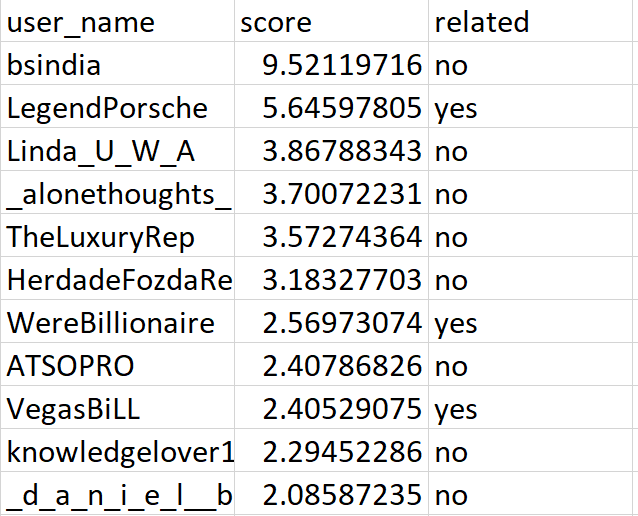 user_name score related
bsindia 9.52119716 no
LegendPorsche 5.64597805 yes
Linda_U_W_A 3.86788343 no
_alonethoughts_ 3.70072231 no
TheLuxuryRep 3.57274364 no
HerdadeFozdaRe 3.18327703 no
WereBillionaire 2.56973074 yes
ATSOPRO 2.40786826 no
VegasBiLL 2.40529075 yes
knowledgelover1 2.29452286 no
_d_a_n_i_e_l__b 2.08587235 no